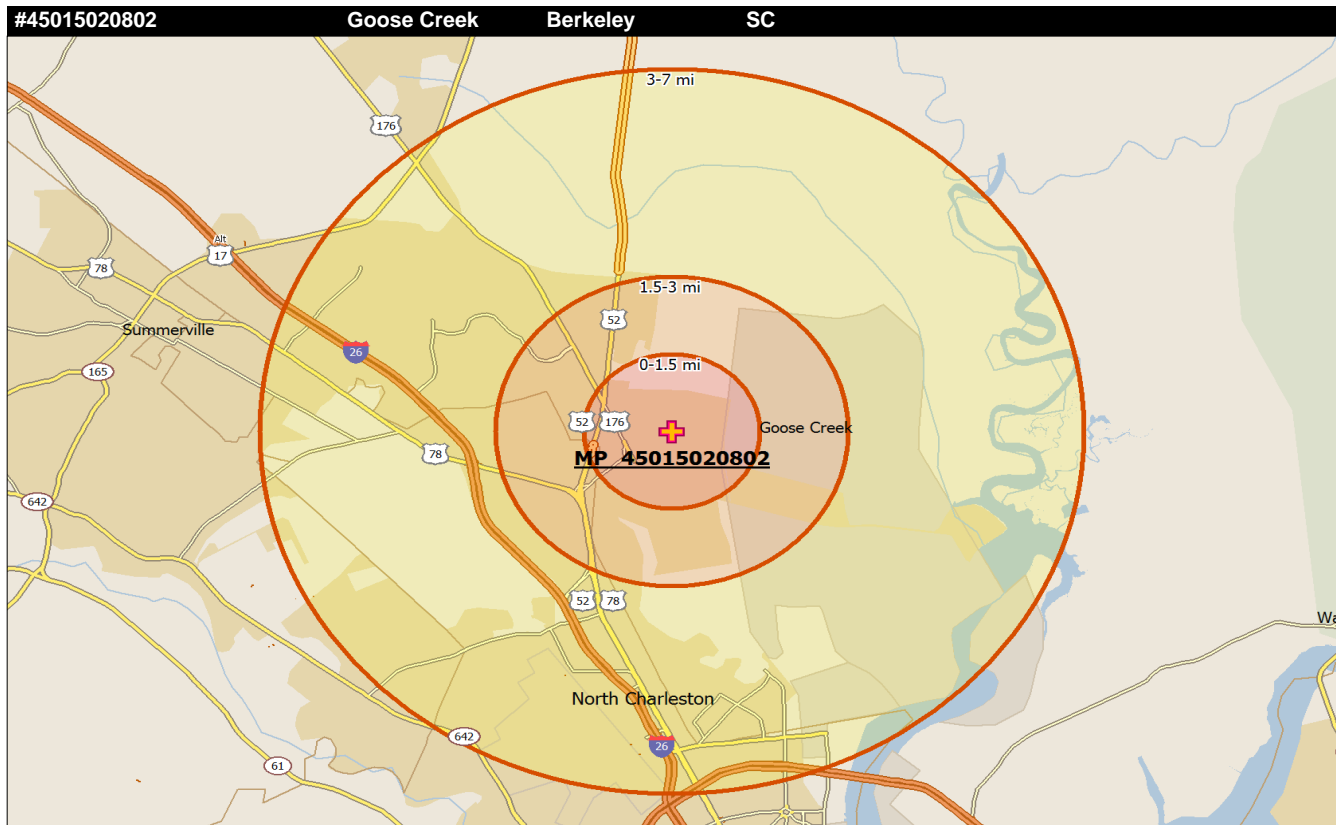 #45015020802 Goose Creek Berkeley SC
3-7 mi
176
Alt
17
78
1.5-3 mi
52
Summerville
26
0-1.5 mi
165
52 176
Goose Creek
78
MP 45015020802
642
52 78
Wa
North Charleston
642
26
61